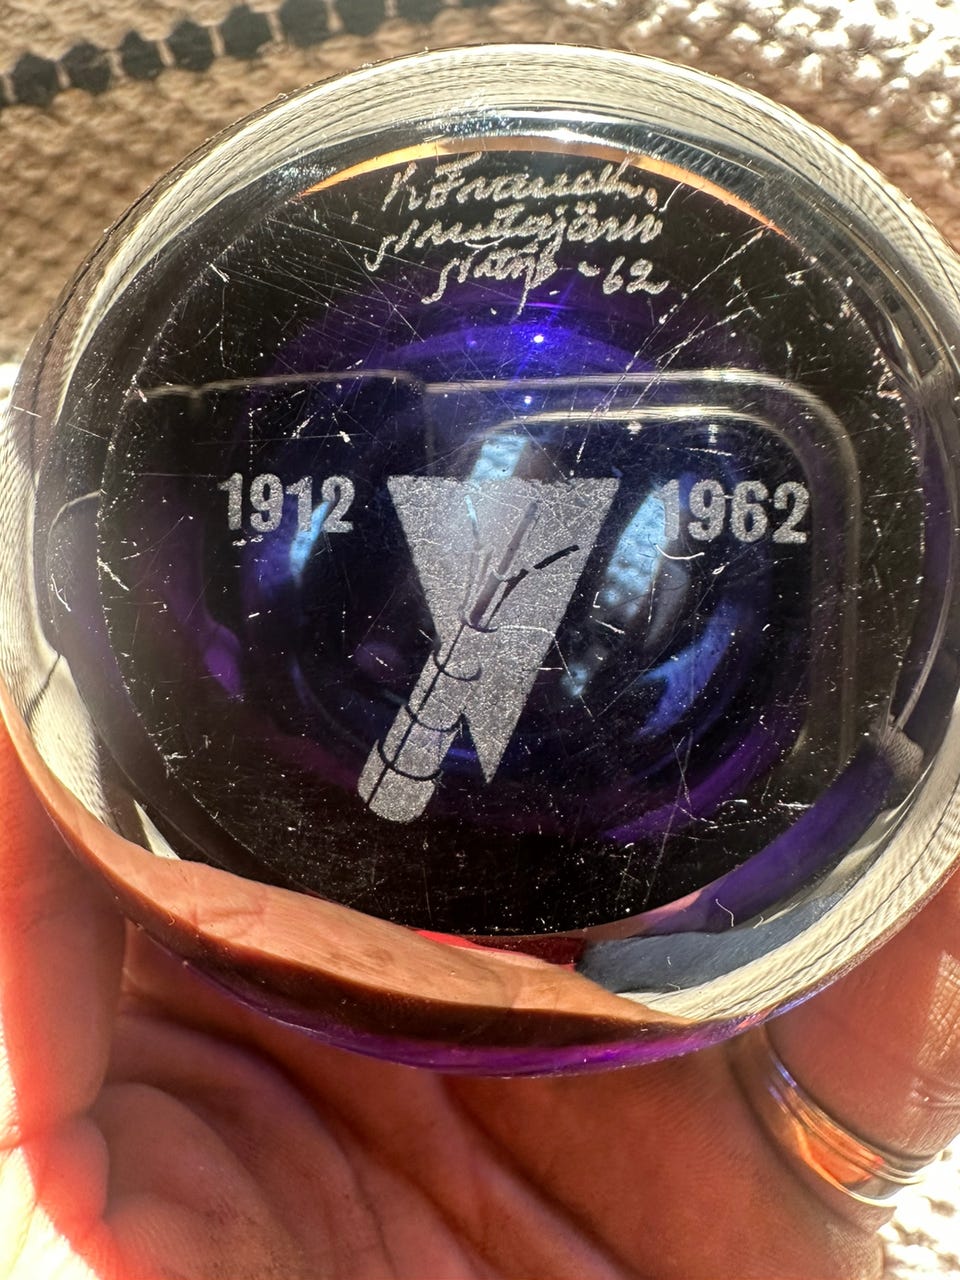 K Franck.
Nuutajärvi
Notsjö -62
1912 1962